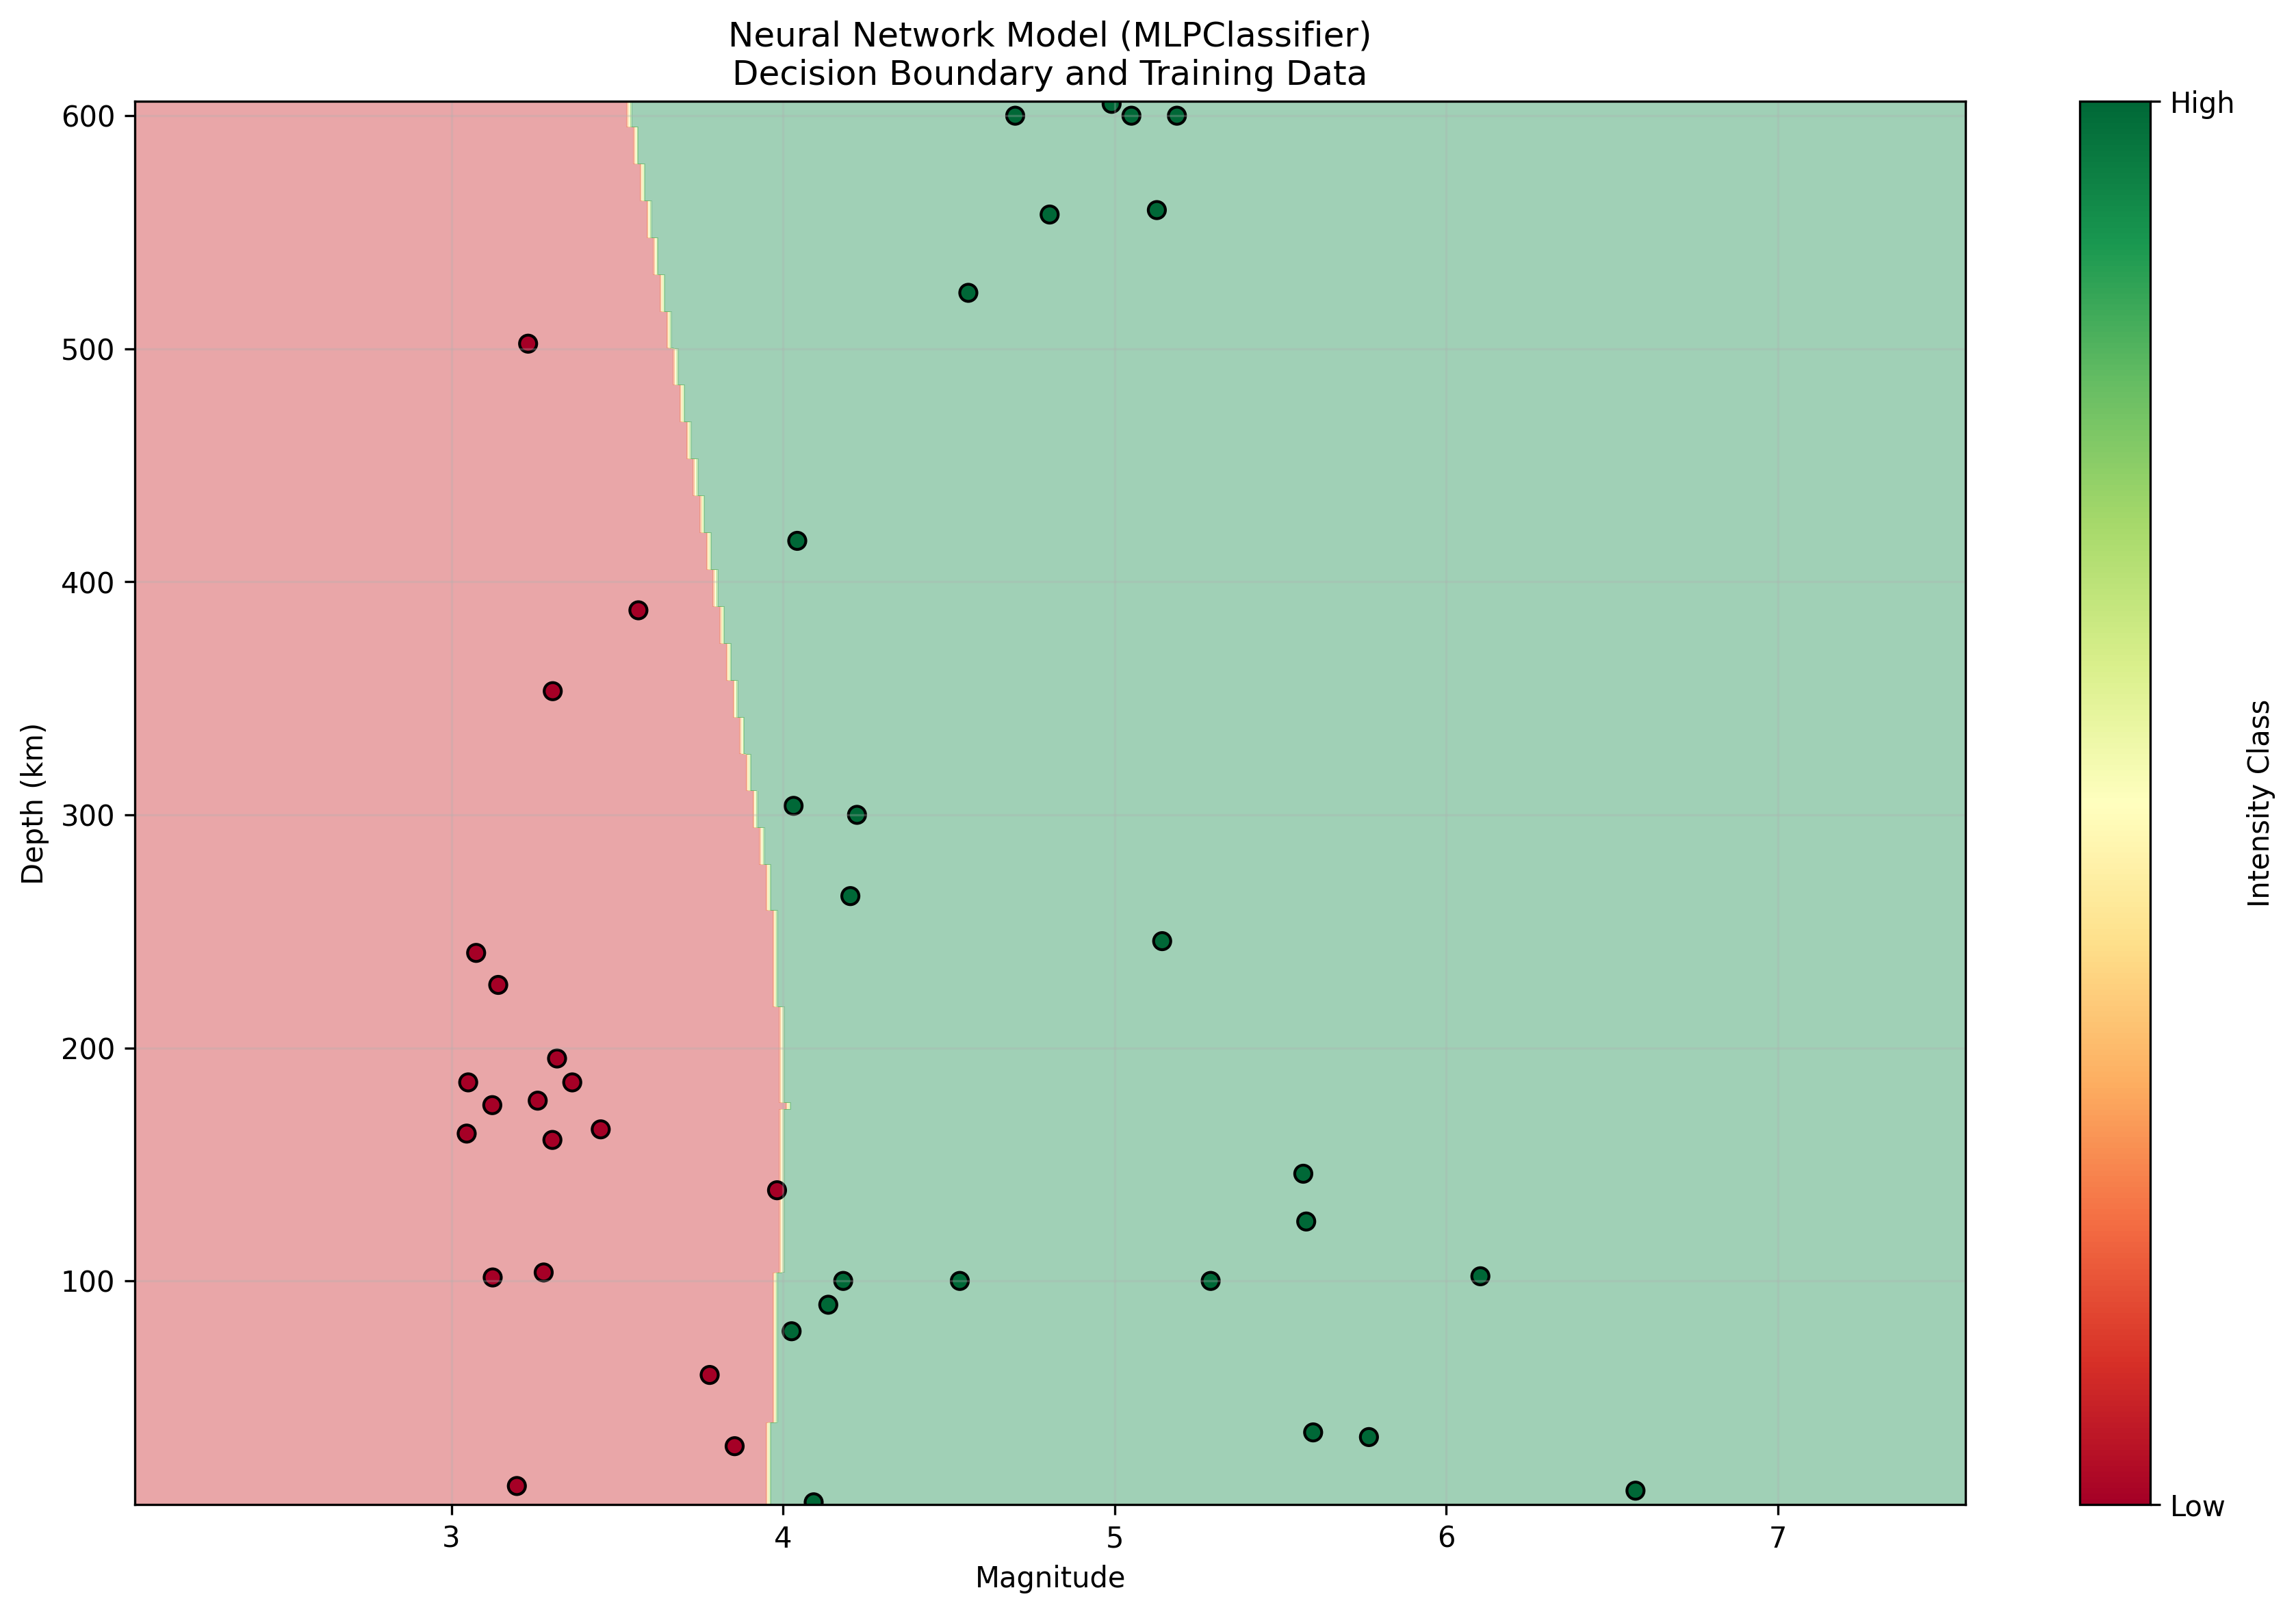 Neural Network Model (MLPClassifier)
Decision Boundary and Training Data
High
600
500
400
300
200
100
Depth (km)
Intensity Class
Low
3 4 5 6 7
Magnitude